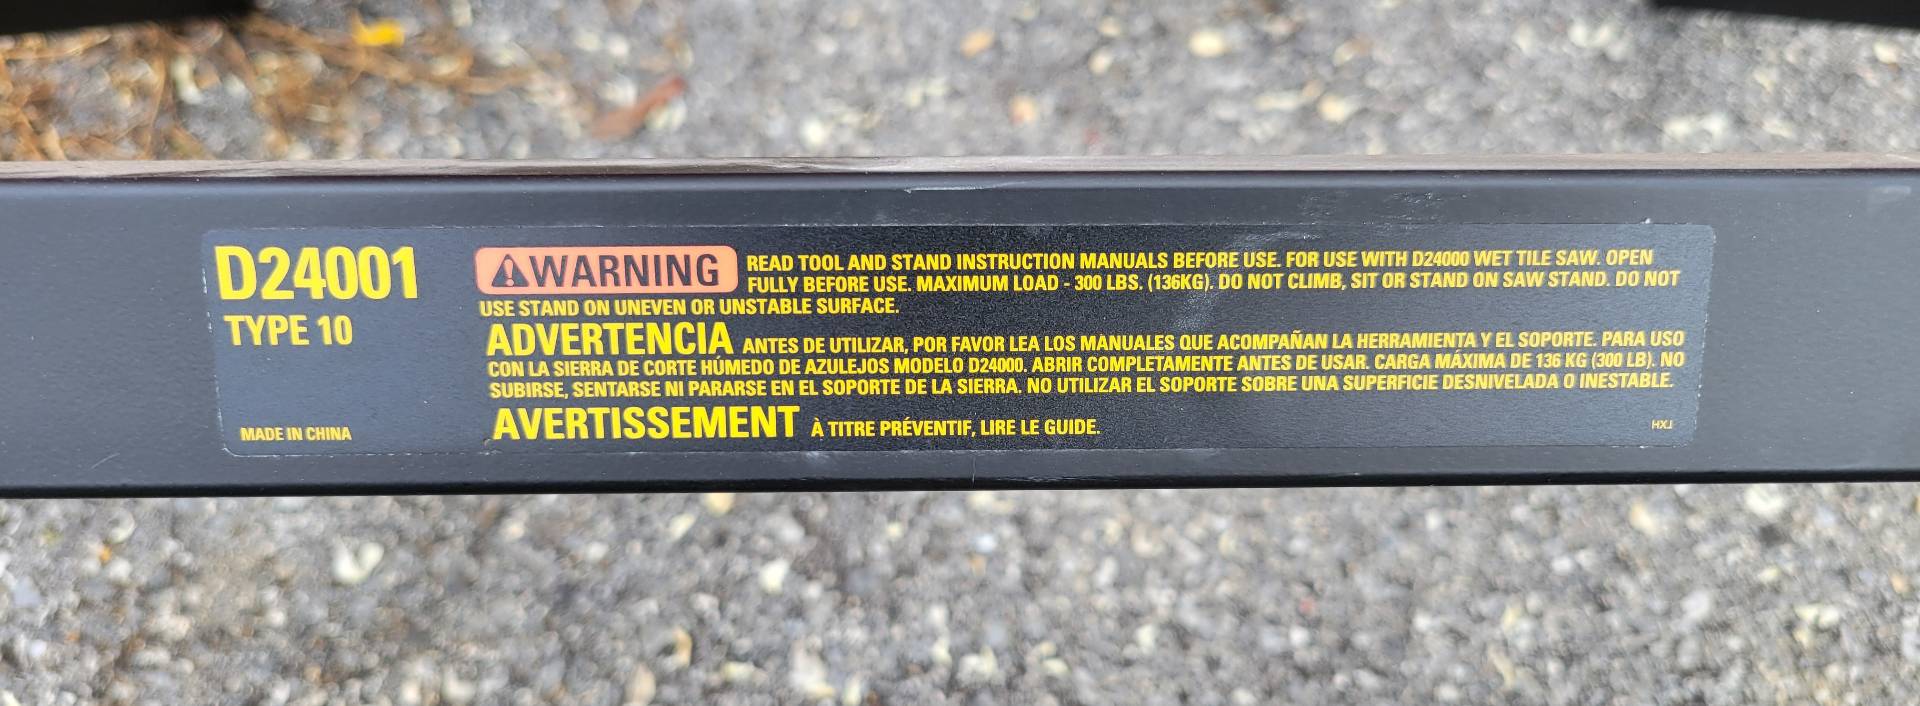 D24001
TYPE 10
MADE IN CHINA
⚠WARNING READ TOOL AND STAND INSTRUCTION MANUALS BEFORE USE. FOR USE WITH D24000 WET TILE SAW. OPEN
FULLY BEFORE USE. MAXIMUM LOAD - 300 LBS. (136KG). DO NOT CLIMB, SIT OR STAND ON SAW STAND. DO NOT
USE STAND ON UNEVEN OR UNSTABLE SURFACE.
ADVERTENCIA ANTES DE UTILIZAR, POR FAVOR LEA LOS MANUALES QUE ACOMPAÑAN LA HERRAMIENTA Y EL SOPORTE. PARA USO
CON LA SIERRA DE CORTE HÚMEDO DE AZULEJOS MODELO D24000. ABRIR COMPLETAMENTE ANTES DE USAR. CARGA MÁXIMA DE 136 KG (300 LB). NO
SUBIRSE, SENTARSE NI PARARSE EN EL SOPORTE DE LA SIERRA. NO UTILIZAR EL SOPORTE SOBRE UNA SUPERFICIE DESNIVELADA O INESTABLE.
AVERTISSEMENT À TITRE PRÉVENTIF, LIRE LE GUIDE.
HXJ